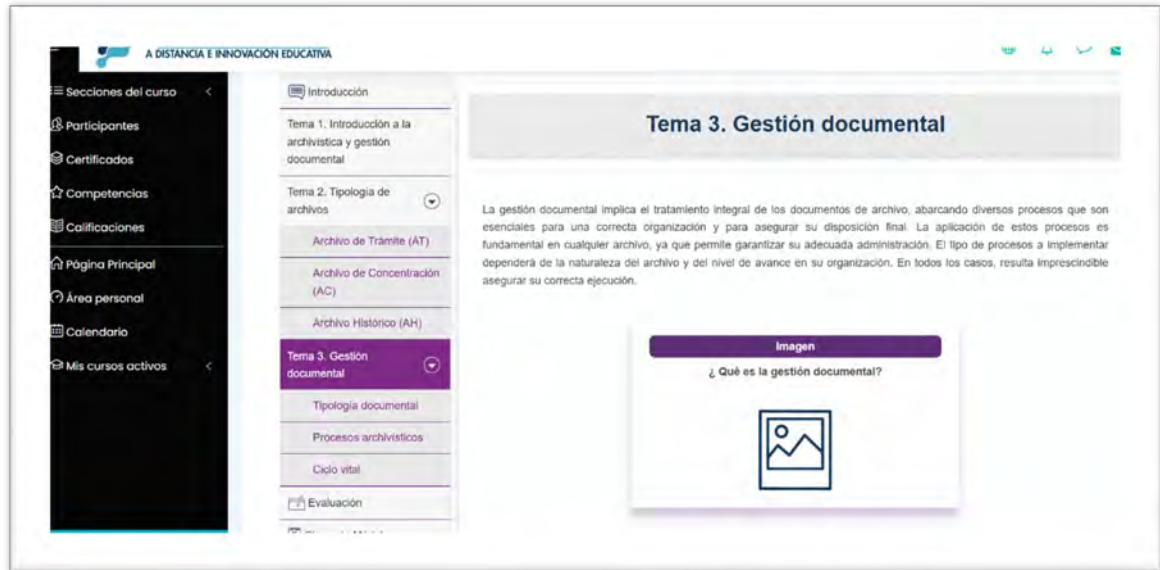 A DISTANCIA E INNOVACIÓN EDUCATIVA
Secciones del curso
Participantes
Certificados
Competencias
Calificaciones
Página Principal
Área personal
Calendario
Mis cursos activos
Introducción
Tema 1. Introducción a la
archivística y gestión
documental
Tema 2. Tipología de
archivos
Archivo de Trámite (AT)
Archivo de Concentración
(AC)
Archivo Histórico (AH)
Tema 3. Gestión
documental
Tipología documental
Procesos archivísticos
Ciclo vital
Evaluación
Tema 3. Gestión documental
La gestión documental implica el tratamiento integral de los documentos de archivo, abarcando diversos procesos que son
esenciales para una correcta organización y para asegurar su disposición final. La aplicación de estos procesos es
fundamental en cualquier archivo, ya que permite garantizar su adecuada administración. El tipo de procesos a implementar
dependerá de la naturaleza del archivo y del nivel de avance en su organización. En todos los casos, resulta imprescindible
asegurar su correcta ejecución.
Imagen
¿ Qué es la gestión documental?